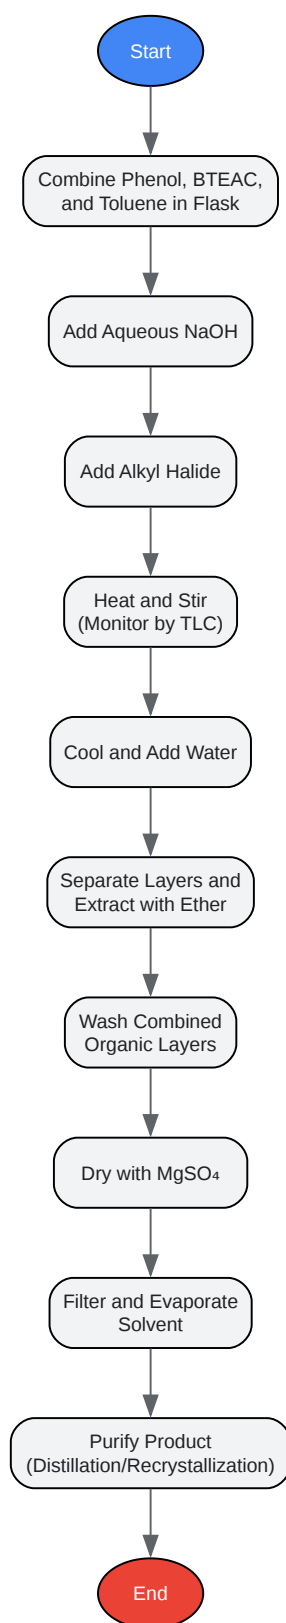 Start
Combine Phenol, BTEAC,
and Toluene in Flask
Add Aqueous NaOH
Add Alkyl Halide
Heat and Stir
(Monitor by TLC)
Cool and Add Water
Separate Layers and
Extract with Ether
Wash Combined
Organic Layers
Dry with MgSO₄
Filter and Evaporate
Solvent
Purify Product
(Distillation/Recrystallization)
End